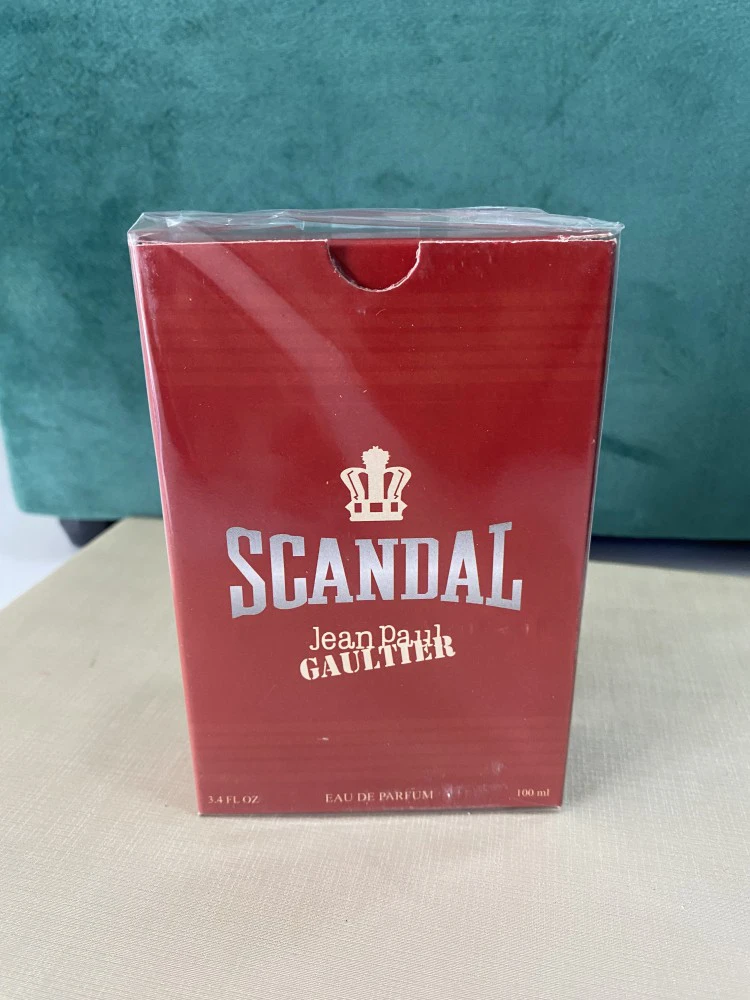 SCANDAL
Jean Paul
GAULTIER
3.4 FL OZ EAU DE PARFUM 100 ml